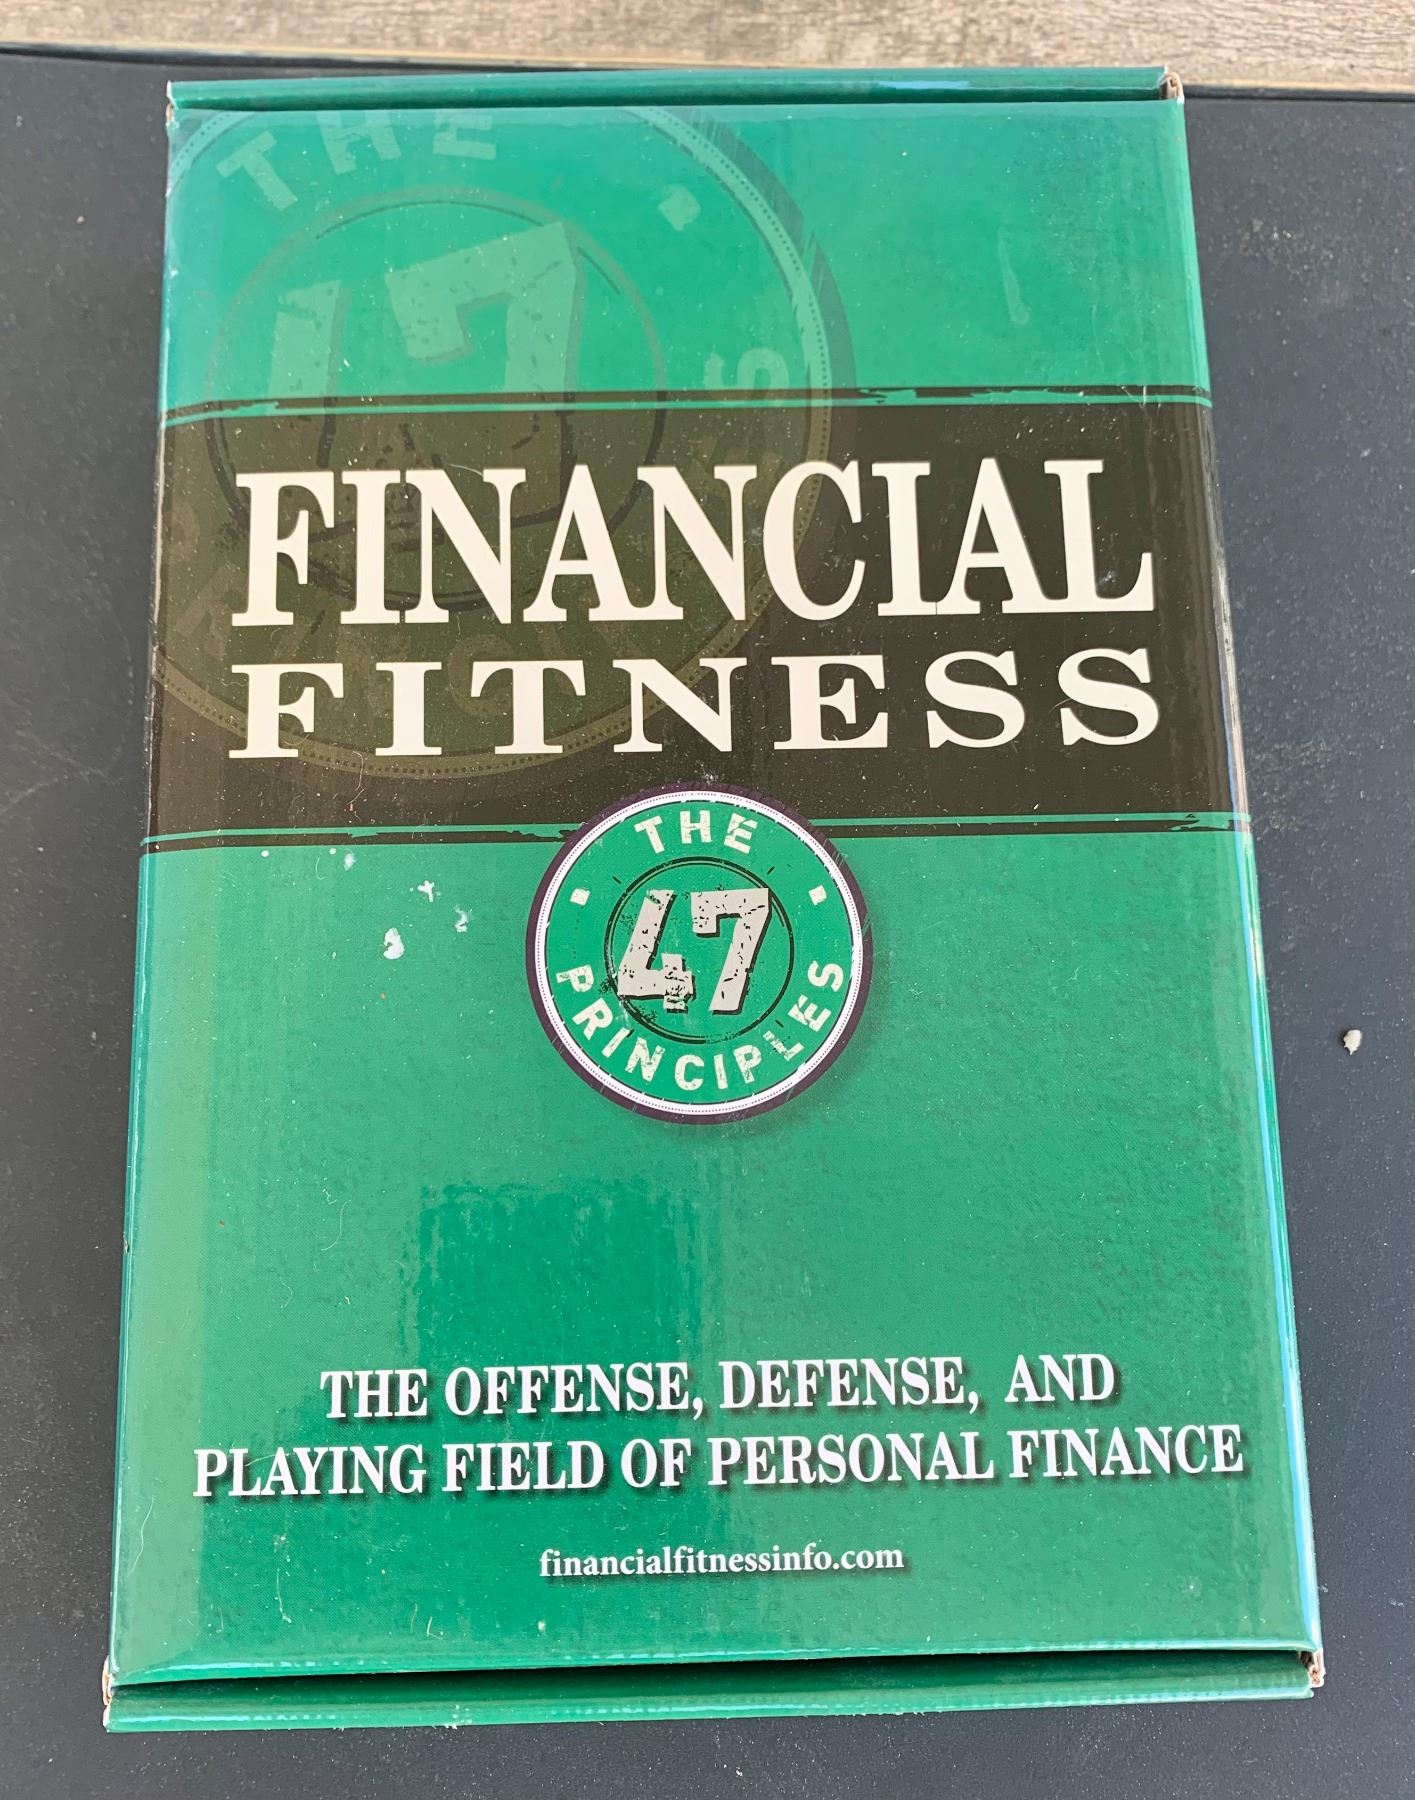 FINANCIAL
FITNESS
THE
47
PRINCIPLES
THE OFFENSE, DEFENSE, AND
PLAYING FIELD OF PERSONAL FINANCE
financialfitnessinfo.com